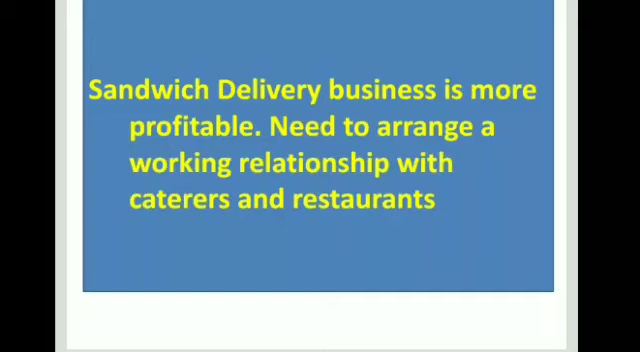 Sandwich Delivery business is more
profitable. Need to arrange a
working relationship with
caterers and restaurants